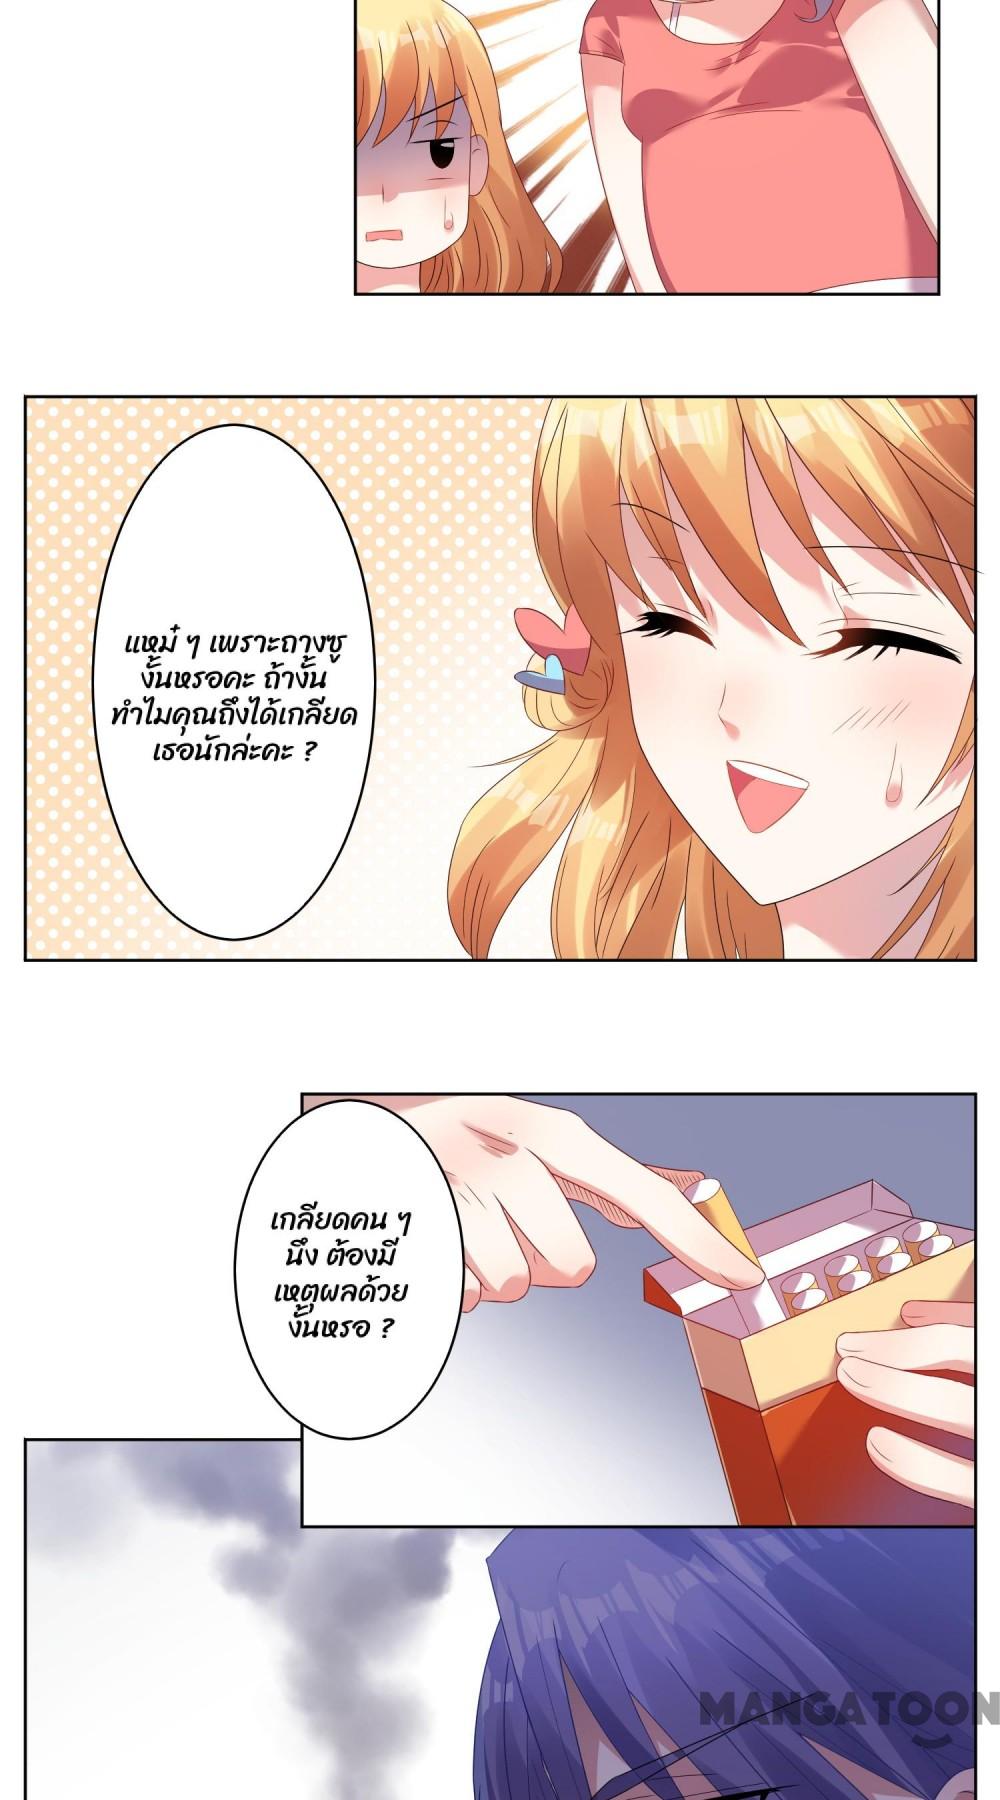 แหม๋ ๆ เพราะถางซู
งั้นหรอคะ ถ้างั้น
ทำไมคุณถึงได้เกลียด
เธอนักล่ะคะ ?
เกลียดคน ๆ
นึง ต้องมี
เหตุผลด้วย
งั้นหรอ ?
MANGATOON